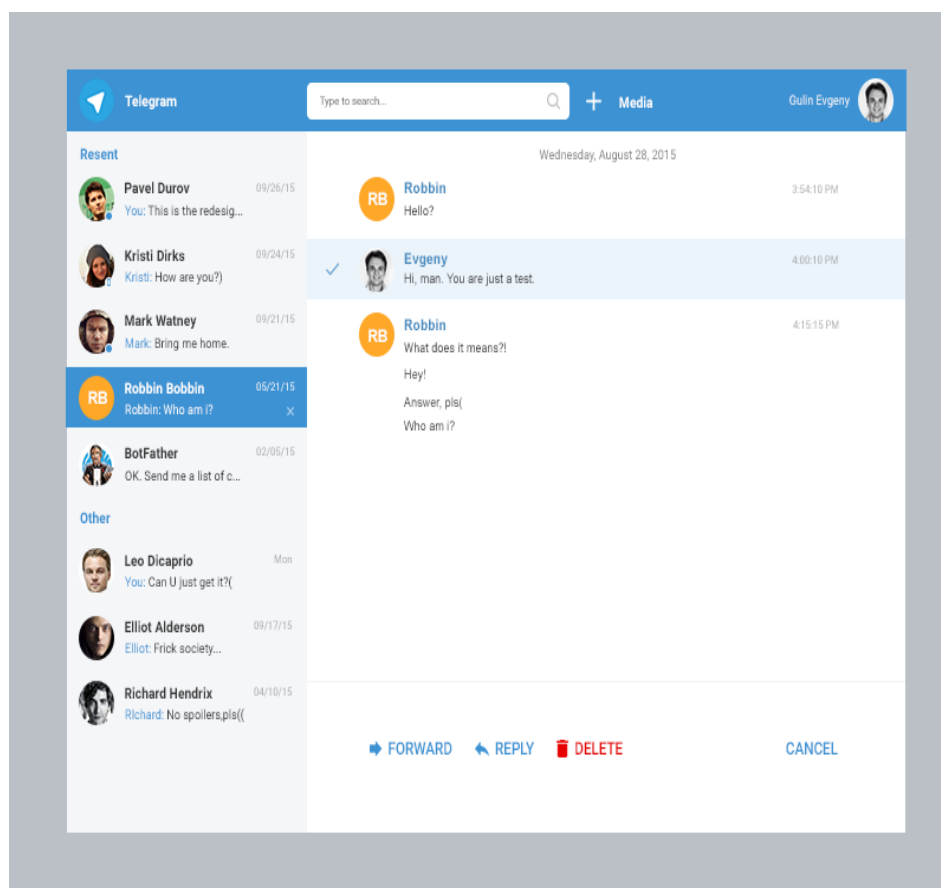 Telegram
Type to search...
Media
Gulin Evgeny
Resent
Pavel Durov 09/26/15
You: This is the redesig...
Kristi Dirks 09/24/15
Kristi: How are you?)
Mark Watney 09/21/15
Mark: Bring me home.
RB
Robbin Bobbin 05/21/15
Robbin: Who am i?
BotFather 02/05/15
OK. Send me a list of c...
Other
Leo Dicaprio Mon
You: Can U just get it?(
Elliot Alderson 09/17/15
Elliot: Frick society...
Richard Hendrix 04/10/15
RIchard: No spoilers,pls((
Wednesday, August 28, 2015
RB
Robbin 3:54:10 PM
Hello?
Evgeny 4:00:10 PM
Hi, man. You are just a test.
RB
Robbin 4:15:15 PM
What does it means?!
Hey!
Answer, pls(
Who am i?
FORWARD REPLY DELETE CANCEL